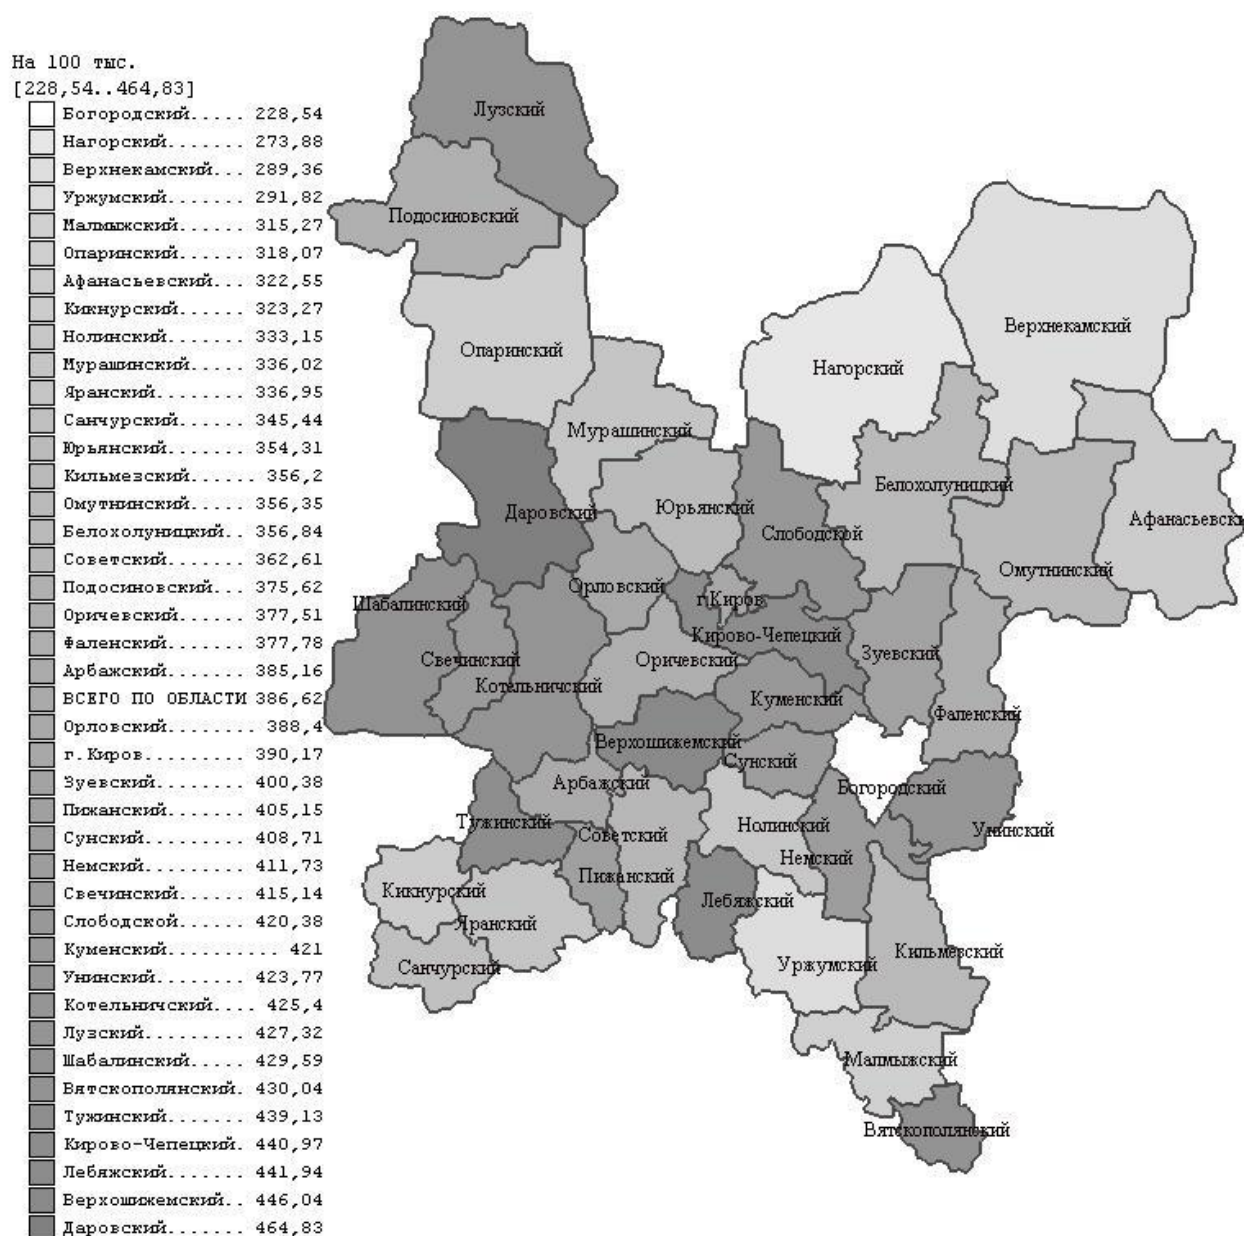 На 100 тыс.
[228,54..464,83]
Богородский..... 228,54
Нагорский....... 273,88
Верхнекамский... 289,36
Уржумский....... 291,82
Малмыжский...... 315,27
Опаринский...... 318,07
Афанасьевский... 322,55
Кикнурский...... 323,27
Нолинский....... 333,15
Мурашинский..... 336,02
Яранский........ 336,95
Санчурский...... 345,44
Юрьянский....... 354,31
Кильмезский...... 356,2
Омутнинский..... 356,35
Белохолуницкий.. 356,84
Советский....... 362,61
Подосиновский... 375,62
Оричевский...... 377,51
Фаленский....... 377,78
Арбажский....... 385,16
ВСЕГО ПО ОБЛАСТИ 386,62
Орловский........ 388,4
г.Киров......... 390,17
Зуевский........ 400,38
Пижанский....... 405,15
Сунский......... 408,71
Немский......... 411,73
Свечинский...... 415,14
Слободской...... 420,38
Куменский.......... 421
Унинский........ 423,77
Котельничский.... 425,4
Лузский......... 427,32
Шабалинский..... 429,59
Вятскополянский. 430,04
Тужинский....... 439,13
Кирово-Чепецкий. 440,97
Лебяжский....... 441,94
Верхошижемский.. 446,04
Даровский....... 464,83
Лузский
Подосиновский
Опаринский
Верхнекамский
Нагорский
Мурашинский
Белохолуницкий
Юрьянский
Даровский
Слободской
Афанасьевски
Омутнинский
Орловский
Шабалинский
г.Киров
Кирово-Чепецкий
Свечинский
Оричевский
Зуевский
Котельничский
Куменский
Фаленский
Верхошижемский
Сунский
Арбажский
Богородский
Тужинский
Советский
Нолинский
Унинский
Немский
Пижанский
Кикнурский
Лебяжский
Яранский
Санчурский
Уржумский
Кильмезский
Малмыжский
Вятскополянский